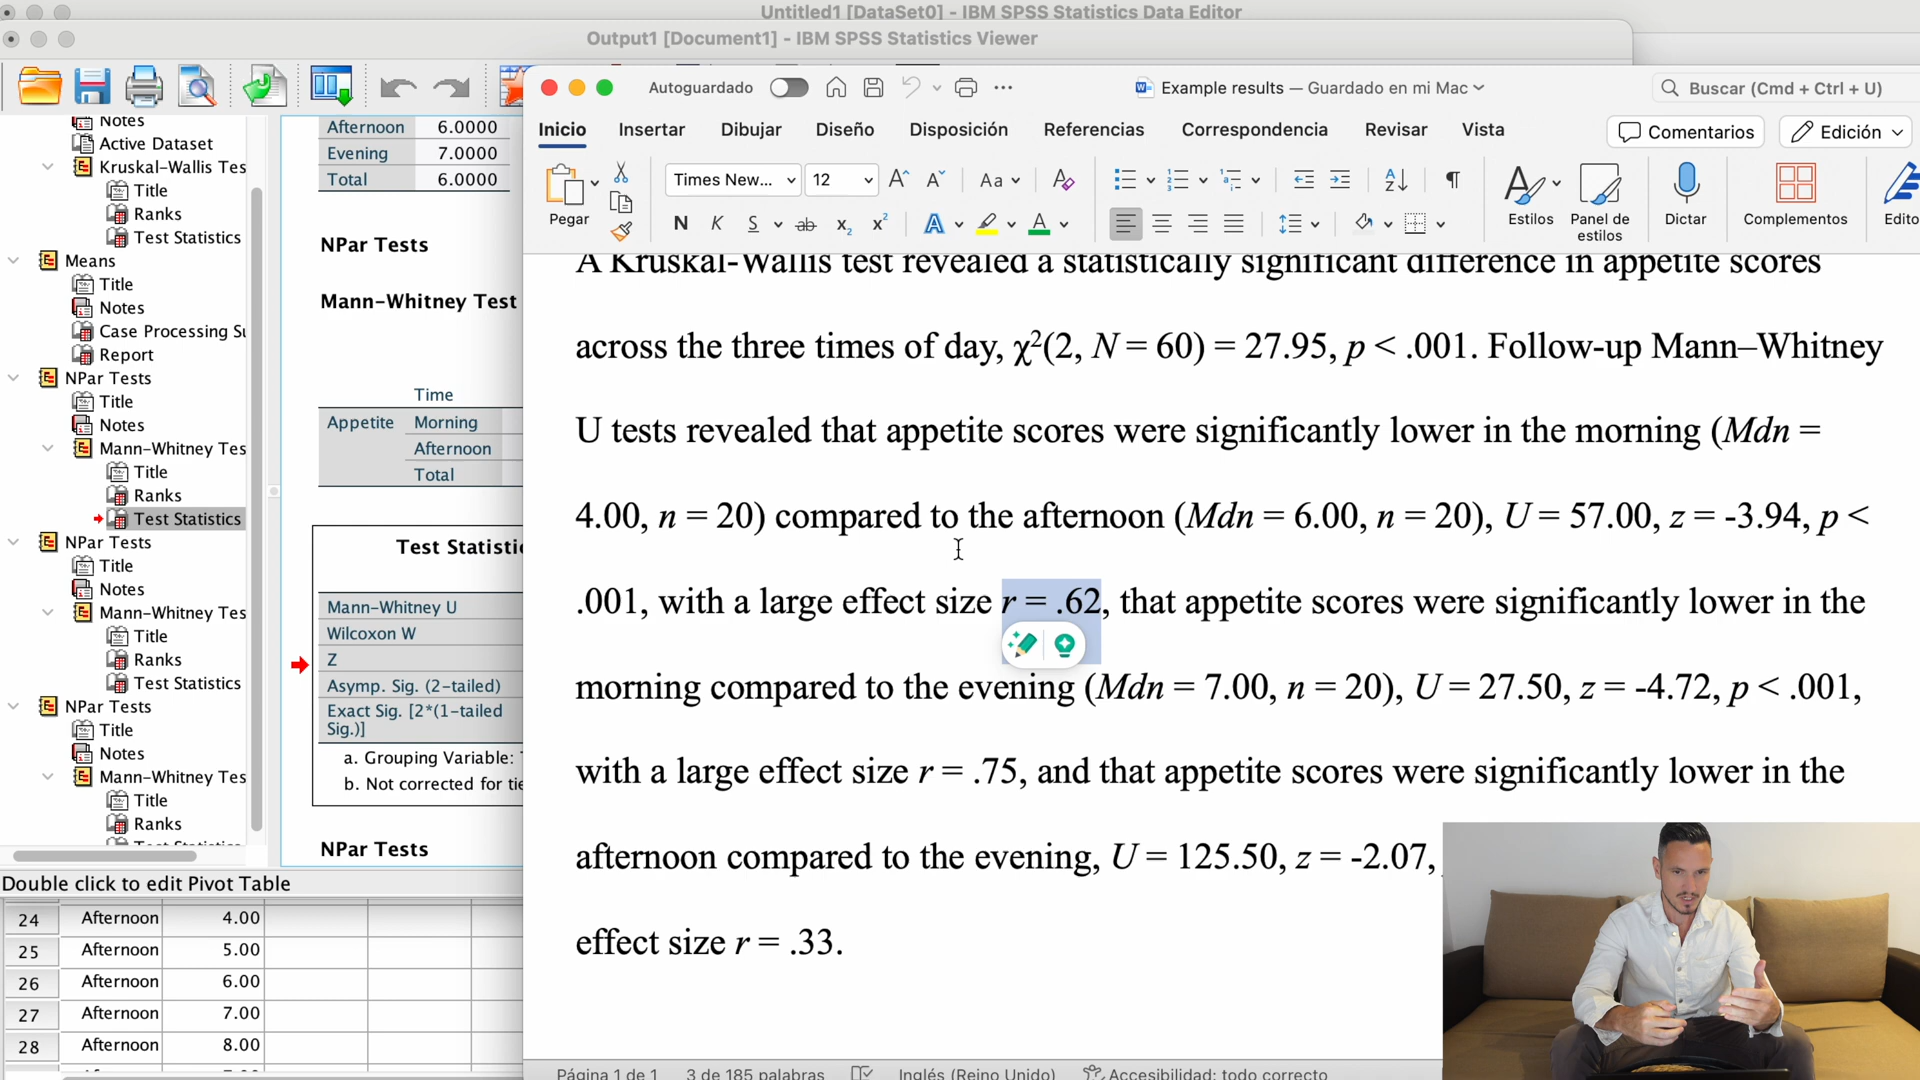 Untitled1 [DataSet0] - IBM SPSS Statistics Data Editor
Output1 [Document1] - IBM SPSS Statistics Viewer
Autoguardado
Example results — Guardado en mi Mac
Buscar (Cmd + Ctrl + U)
Inicio
Insertar
Dibujar
Diseño
Disposición
Referencias
Correspondencia
Revisar
Vista
Comentarios
Edición
Pegar
Times New...
12
Aa
N K S ab x₂ x²
Estilos
Panel de
estilos
Dictar
Complementos
Edito
Notes
Active Dataset
Kruskal-Wallis Tes
Title
Ranks
Test Statistics
Means
Title
Notes
Case Processing Su
Report
NPar Tests
Title
Notes
Mann-Whitney Tes
Title
Ranks
Test Statistics
NPar Tests
Title
Notes
Mann-Whitney Tes
Title
Ranks
Test Statistics
NPar Tests
Title
Notes
Mann-Whitney Tes
Title
Ranks
Afternoon 6.0000
Evening 7.0000
Total 6.0000
NPar Tests
Mann-Whitney Test
Time
Appetite Morning
Afternoon
Total
Test Statistic
Mann-Whitney U
Wilcoxon W
Z
Asymp. Sig. (2-tailed)
Exact Sig. [2*(1-tailed
Sig.)]
a. Grouping Variable:
b. Not corrected for tie
NPar Tests
A Kruskal-Wallis test revealed a statistically significant difference in appetite scores
across the three times of day, χ²(2, N = 60) = 27.95, p < .001. Follow-up Mann–Whitney
U tests revealed that appetite scores were significantly lower in the morning (Mdn =
4.00, n = 20) compared to the afternoon (Mdn = 6.00, n = 20), U = 57.00, z = -3.94, p <
.001, with a large effect size r = .62, that appetite scores were significantly lower in the
morning compared to the evening (Mdn = 7.00, n = 20), U = 27.50, z = -4.72, p < .001,
with a large effect size r = .75, and that appetite scores were significantly lower in the
afternoon compared to the evening, U = 125.50, z = -2.07,
effect size r = .33.
Double click to edit Pivot Table
24 Afternoon 4.00
25 Afternoon 5.00
26 Afternoon 6.00
27 Afternoon 7.00
28 Afternoon 8.00
Página 1 de 1
3 de 185 palabras
Inglés (Reino Unido)
Accesibilidad: todo correcto